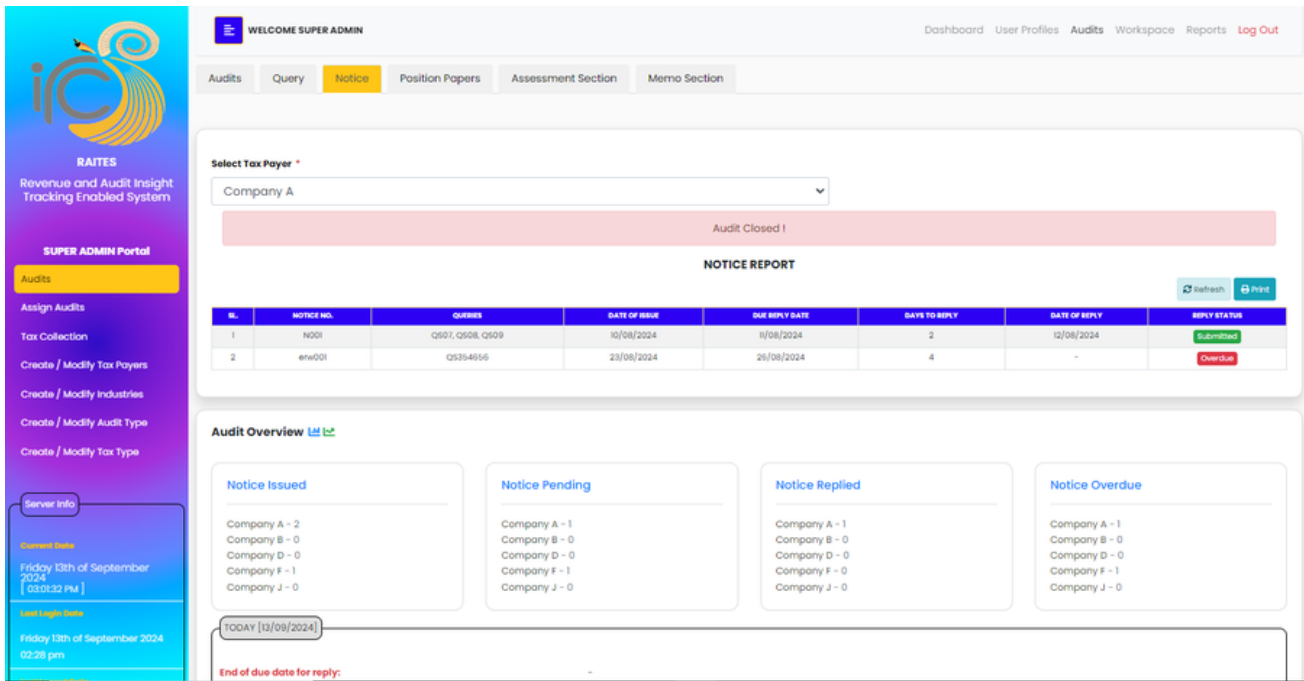 WELCOME SUPER ADMIN
Dashboard User Profiles Audits Workspace Reports Log Out
irc
RAITES
Revenue and Audit Insight
Tracking Enabled System
SUPER ADMIN Portal
Audits
Assign Audits
Tax Collection
Create / Modify Tax Payers
Create / Modify Industries
Create / Modify Audit Type
Create / Modify Tax Type
Server Info
Current Date
Friday 13th of September
2024
[ 03:01:32 PM ]
Last Login Date
Friday 13th of September 2024
02:28 pm
Audits Query Notice Position Papers Assessment Section Memo Section
Select Tax Payer *
Company A
Audit Closed !
NOTICE REPORT
Refresh Print
SL. NOTICE NO. QUERIES DATE OF ISSUE DUE REPLY DATE DAYS TO REPLY DATE OF REPLY REPLY STATUS
1 N001 QS07, QS08, QS09 10/08/2024 11/08/2024 2 12/08/2024 Submitted
2 erw001 QS354656 23/08/2024 26/08/2024 4 - Overdue
Audit Overview
Notice Issued
Company A - 2
Company B - 0
Company D - 0
Company F - 1
Company J - 0
Notice Pending
Company A - 1
Company B - 0
Company D - 0
Company F - 1
Company J - 0
Notice Replied
Company A - 1
Company B - 0
Company D - 0
Company F - 0
Company J - 0
Notice Overdue
Company A - 1
Company B - 0
Company D - 0
Company F - 1
Company J - 0
TODAY [13/09/2024]
End of due date for reply: -